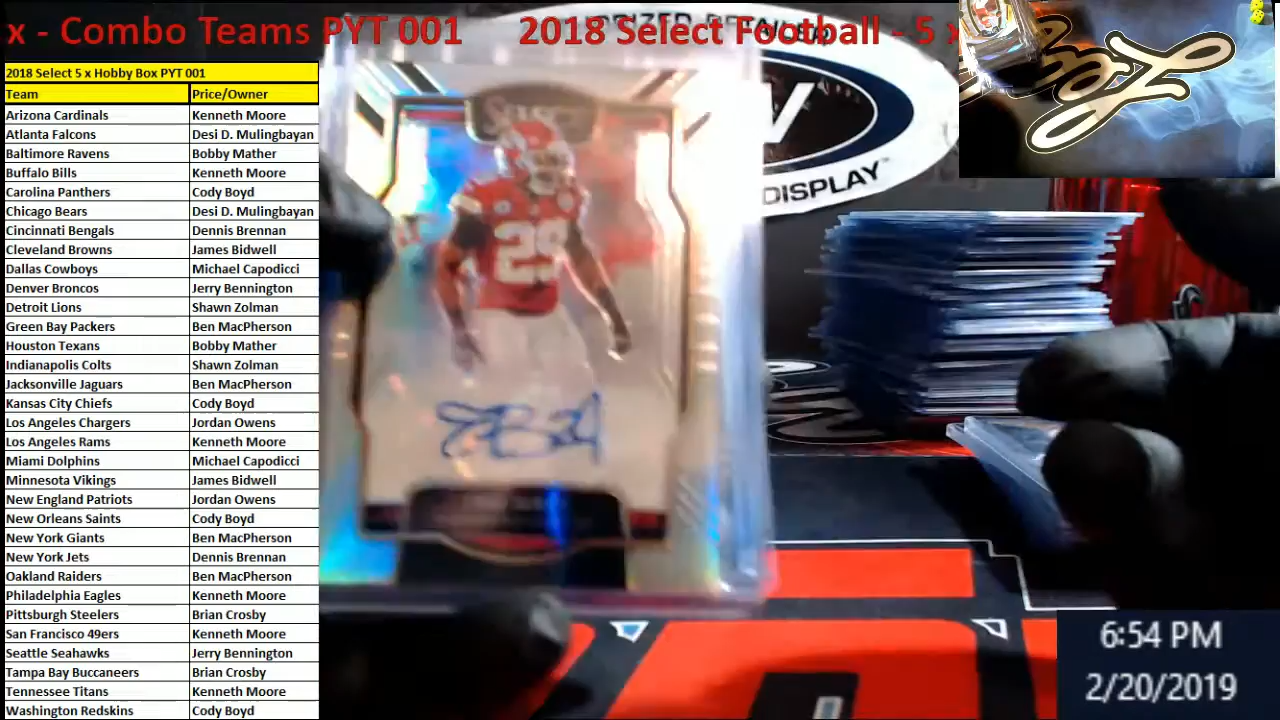 x - Combo Teams PYT 001 2018 Select Football - 5 x
2018 Select 5 x Hobby Box PYT 001
Team Price/Owner
Arizona Cardinals Kenneth Moore
Atlanta Falcons Desi D. Mulingbayan
Baltimore Ravens Bobby Mather
Buffalo Bills Kenneth Moore
Carolina Panthers Cody Boyd
Chicago Bears Desi D. Mulingbayan
Cincinnati Bengals Dennis Brennan
Cleveland Browns James Bidwell
Dallas Cowboys Michael Capodicci
Denver Broncos Jerry Bennington
Detroit Lions Shawn Zolman
Green Bay Packers Ben MacPherson
Houston Texans Bobby Mather
Indianapolis Colts Shawn Zolman
Jacksonville Jaguars Ben MacPherson
Kansas City Chiefs Cody Boyd
Los Angeles Chargers Jordan Owens
Los Angeles Rams Kenneth Moore
Miami Dolphins Michael Capodicci
Minnesota Vikings James Bidwell
New England Patriots Jordan Owens
New Orleans Saints Cody Boyd
New York Giants Ben MacPherson
New York Jets Dennis Brennan
Oakland Raiders Ben MacPherson
Philadelphia Eagles Kenneth Moore
Pittsburgh Steelers Brian Crosby
San Francisco 49ers Kenneth Moore
Seattle Seahawks Jerry Bennington
Tampa Bay Buccaneers Brian Crosby
Tennessee Titans Kenneth Moore
Washington Redskins Cody Boyd
SELECT
29
DISPLAY
6:54 PM
2/20/2019